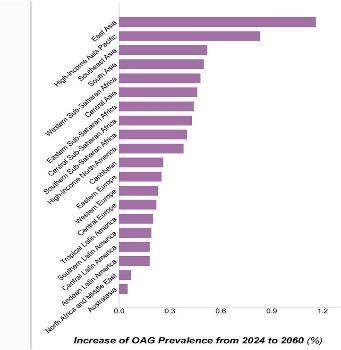 East Asia
High-income Asia Pacific
Southeast Asia
South Asia
Western Sub-Saharan Africa
Central Asia
Eastern Sub-Saharan Africa
Central Sub-Saharan Africa
Southern Sub-Saharan Africa
High-income North America
Caribbean
Eastern Europe
Western Europe
Central Europe
Tropical Latin America
Southern Latin America
Central Latin America
Andean Latin America
North Africa and Middle East
Australasia
0.0 0.3 0.6 0.9 1.2
Increase of OAG Prevalence from 2024 to 2060 (%)